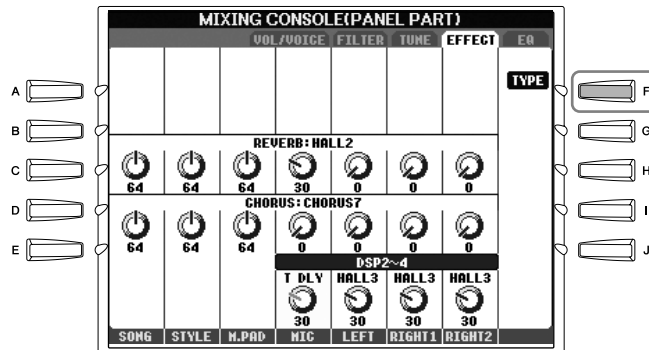 MIXING CONSOLE(PANEL PART)
VOL/VOICE FILTER TUNE EFFECT EQ
A TYPE F
B G
REVERB:HALL2
C H
64 64 64 30 0 0 0
CHORUS:CHORUS7
D I
64 64 64 0 0 0 0
E J
DSP2~4
T DLY HALL3 HALL3 HALL3
30 30 30 30
SONG STYLE M.PAD MIC LEFT RIGHT1 RIGHT2